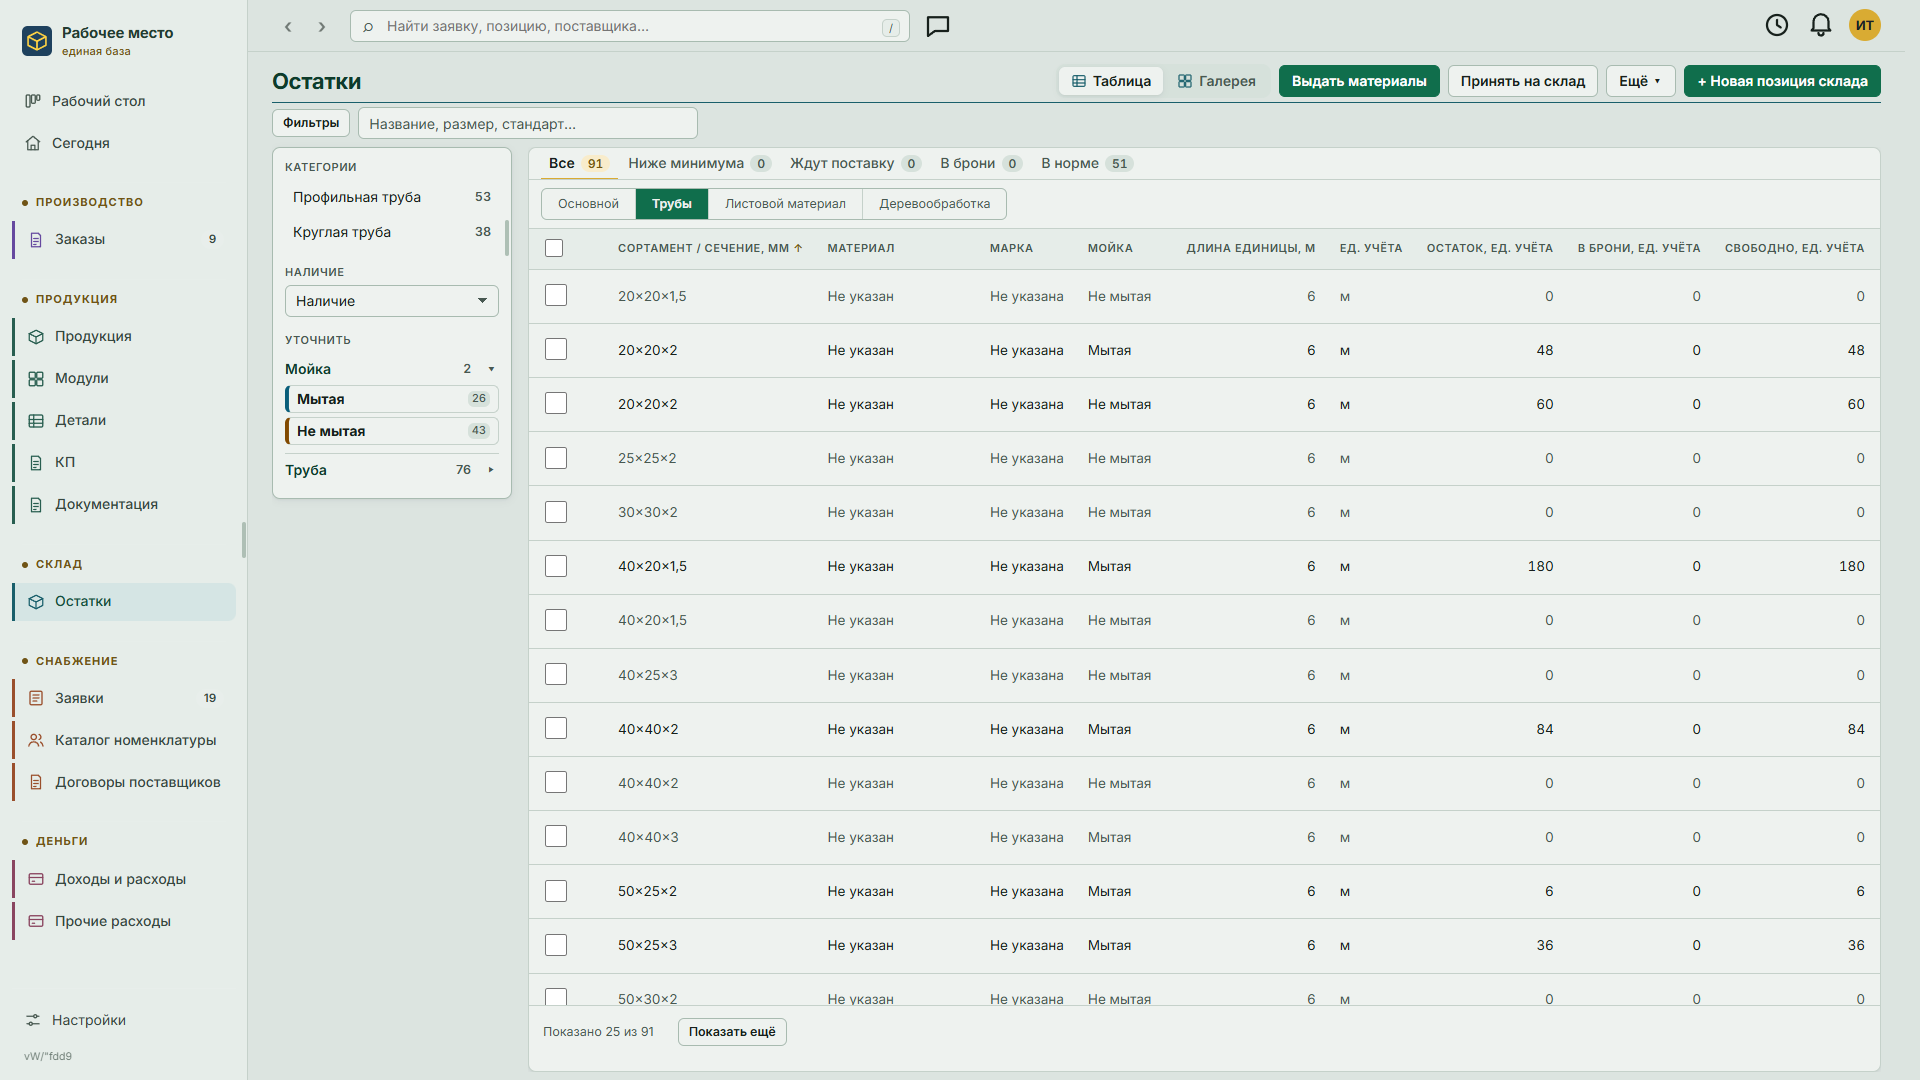 Рабочее место
единая база
Рабочий стол
Сегодня
ПРОИЗВОДСТВО
Заказы 9
ПРОДУКЦИЯ
Продукция
Модули
Детали
КП
Документация
СКЛАД
Остатки
СНАБЖЕНИЕ
Заявки 19
Каталог номенклатуры
Договоры поставщиков
ДЕНЬГИ
Доходы и расходы
Прочие расходы
Настройки
vW/"fdd9
Найти заявку, позицию, поставщика... /
ИТ
Остатки
Таблица Галерея Выдать материалы Принять на склад Ещё + Новая позиция склада
Фильтры Название, размер, стандарт...
КАТЕГОРИИ
Профильная труба 53
Круглая труба 38
НАЛИЧИЕ
Наличие
УТОЧНИТЬ
Мойка 2
Мытая 26
Не мытая 43
Труба 76
Все 91 Ниже минимума 0 Ждут поставку 0 В брони 0 В норме 51
Основной Трубы Листовой материал Деревообработка
СОРТАМЕНТ / СЕЧЕНИЕ, ММ ↑ МАТЕРИАЛ МАРКА МОЙКА ДЛИНА ЕДИНИЦЫ, М ЕД. УЧЁТА ОСТАТОК, ЕД. УЧЁТА В БРОНИ, ЕД. УЧЁТА СВОБОДНО, ЕД. УЧЁТА
20×20×1,5 Не указан Не указана Не мытая 6 м 0 0 0
20×20×2 Не указан Не указана Мытая 6 м 48 0 48
20×20×2 Не указан Не указана Не мытая 6 м 60 0 60
25×25×2 Не указан Не указана Не мытая 6 м 0 0 0
30×30×2 Не указан Не указана Не мытая 6 м 0 0 0
40×20×1,5 Не указан Не указана Мытая 6 м 180 0 180
40×20×1,5 Не указан Не указана Не мытая 6 м 0 0 0
40×25×3 Не указан Не указана Не мытая 6 м 0 0 0
40×40×2 Не указан Не указана Мытая 6 м 84 0 84
40×40×2 Не указан Не указана Не мытая 6 м 0 0 0
40×40×3 Не указан Не указана Мытая 6 м 0 0 0
50×25×2 Не указан Не указана Мытая 6 м 6 0 6
50×25×3 Не указан Не указана Мытая 6 м 36 0 36
50×30×2 Не указан Не указана Не мытая 6 м 0 0 0
Показано 25 из 91 Показать ещё